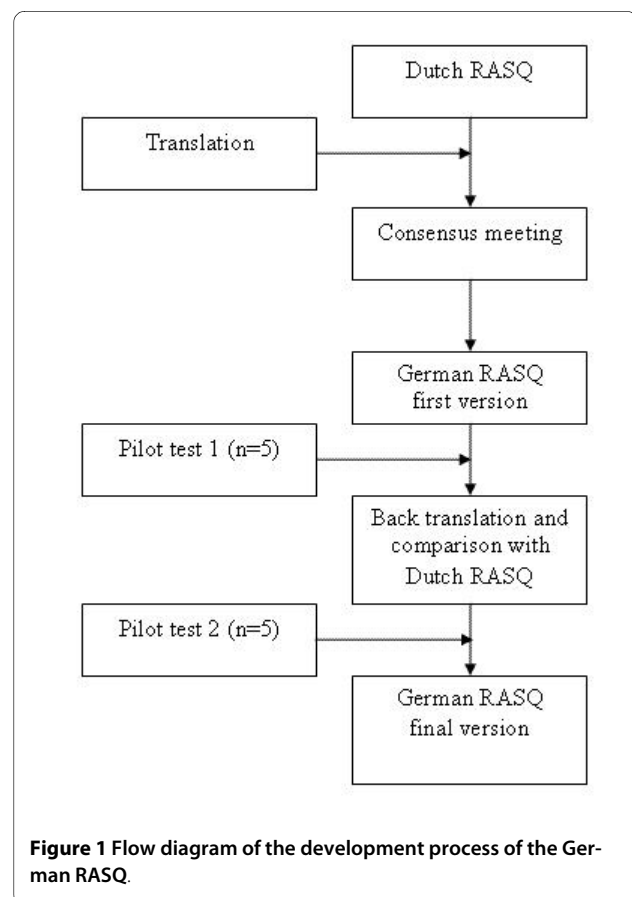 Dutch RASQ
Translation
Consensus meeting
German RASQ
first version
Pilot test 1 (n=5)
Back translation and
comparison with
Dutch RASQ
Pilot test 2 (n=5)
German RASQ
final version
Figure 1 Flow diagram of the development process of the Ger-
man RASQ.